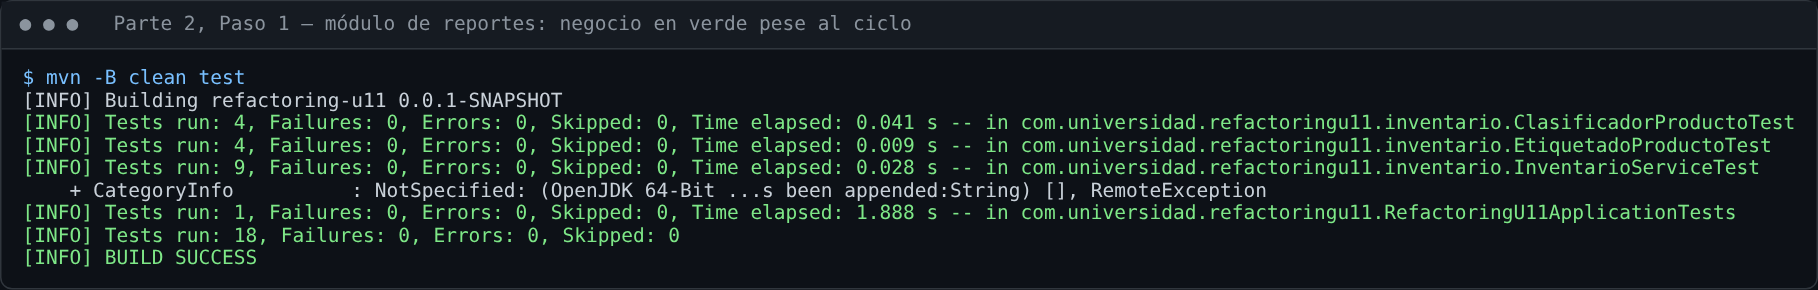 Parte 2, Paso 1 — módulo de reportes: negocio en verde pese al ciclo
$ mvn -B clean test
[INFO] Building refactoring-u11 0.0.1-SNAPSHOT
[INFO] Tests run: 4, Failures: 0, Errors: 0, Skipped: 0, Time elapsed: 0.041 s -- in com.universidad.refactoringu11.inventario.ClasificadorProductoTest
[INFO] Tests run: 4, Failures: 0, Errors: 0, Skipped: 0, Time elapsed: 0.009 s -- in com.universidad.refactoringu11.inventario.EtiquetadoProductoTest
[INFO] Tests run: 9, Failures: 0, Errors: 0, Skipped: 0, Time elapsed: 0.028 s -- in com.universidad.refactoringu11.inventario.InventarioServiceTest
    + CategoryInfo          : NotSpecified: (OpenJDK 64-Bit ...s been appended:String) [], RemoteException
[INFO] Tests run: 1, Failures: 0, Errors: 0, Skipped: 0, Time elapsed: 1.888 s -- in com.universidad.refactoringu11.RefactoringU11ApplicationTests
[INFO] Tests run: 18, Failures: 0, Errors: 0, Skipped: 0
[INFO] BUILD SUCCESS